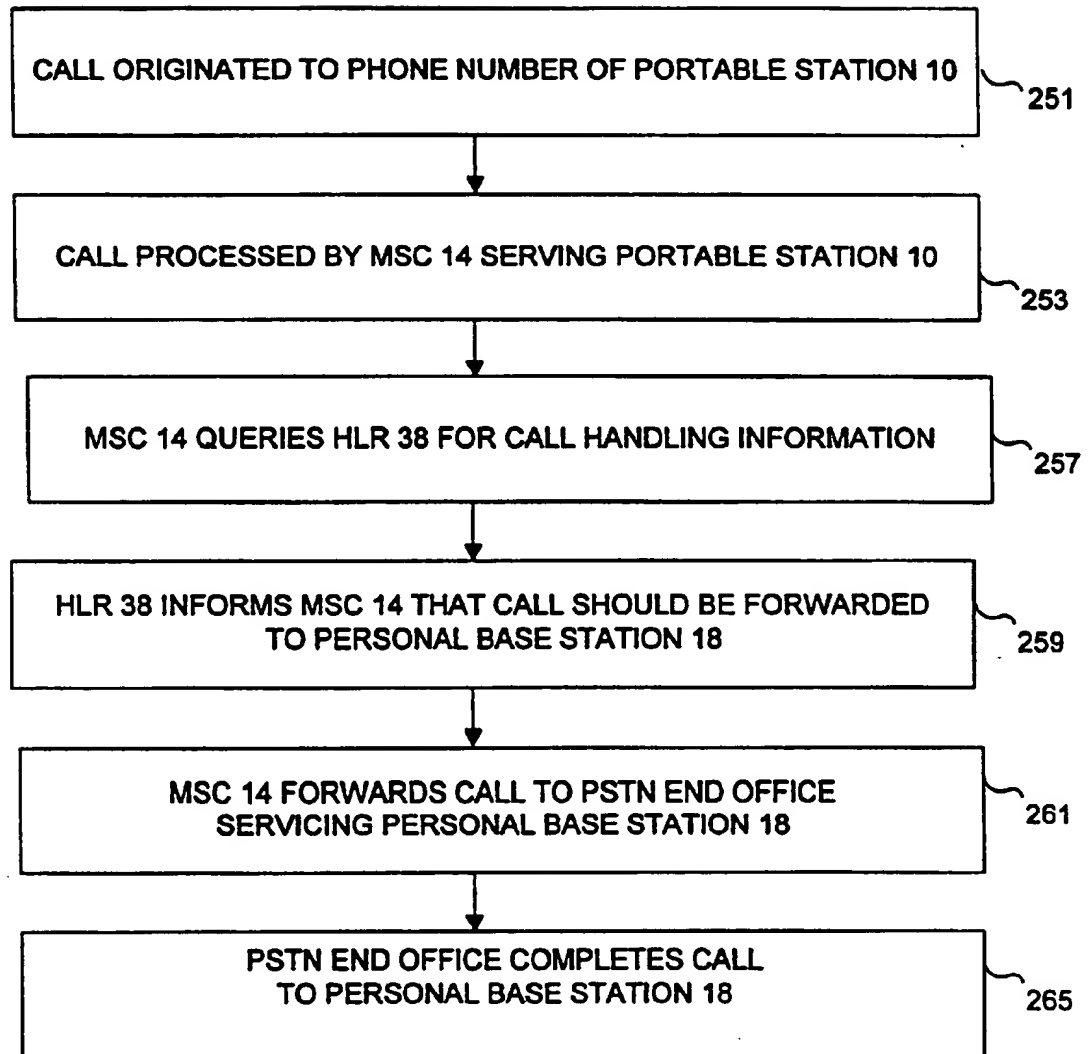 CALL ORIGINATED TO PHONE NUMBER OF PORTABLE STATION 10
251
CALL PROCESSED BY MSC 14 SERVING PORTABLE STATION 10
253
MSC 14 QUERIES HLR 38 FOR CALL HANDLING INFORMATION
257
HLR 38 INFORMS MSC 14 THAT CALL SHOULD BE FORWARDED
TO PERSONAL BASE STATION 18
259
MSC 14 FORWARDS CALL TO PSTN END OFFICE
SERVICING PERSONAL BASE STATION 18
261
PSTN END OFFICE COMPLETES CALL
TO PERSONAL BASE STATION 18
265